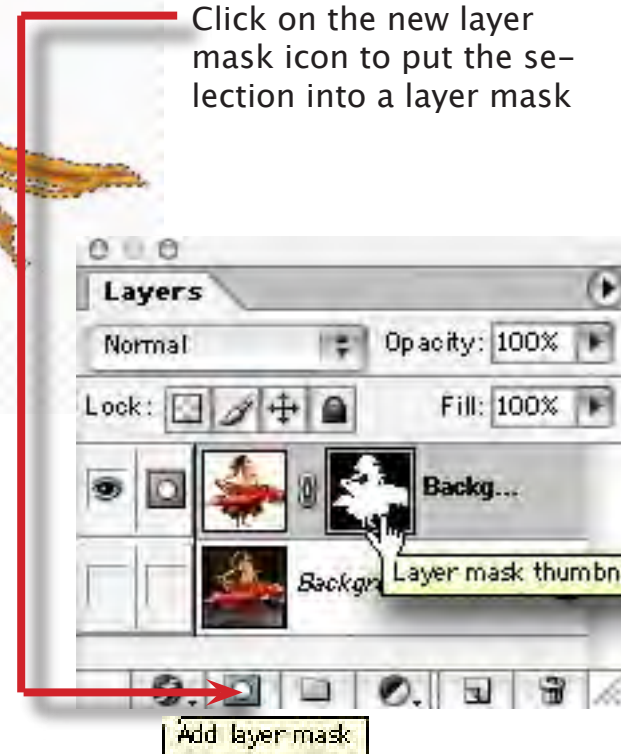 Click on the new layer
mask icon to put the se-
lection into a layer mask
Layers
Normal Opacity: 100%
Lock: Fill: 100%
Backg...
Backgr
Layer mask thumbn
Add layer mask